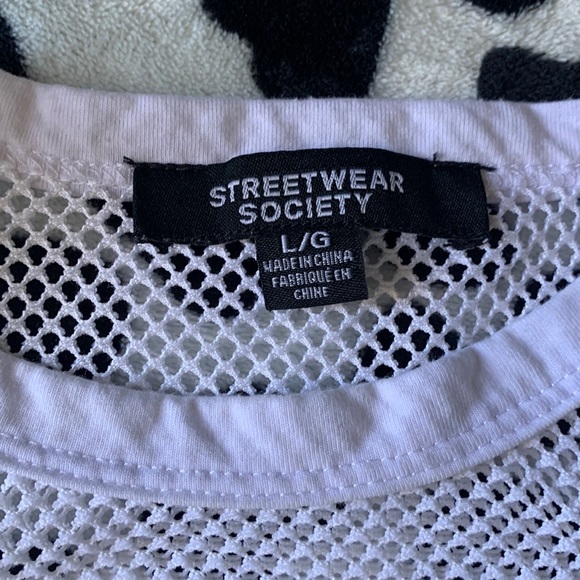 STREETWEAR
SOCIETY
L/G
MADE IN CHINA
FABRIQUÉ EN
CHINE